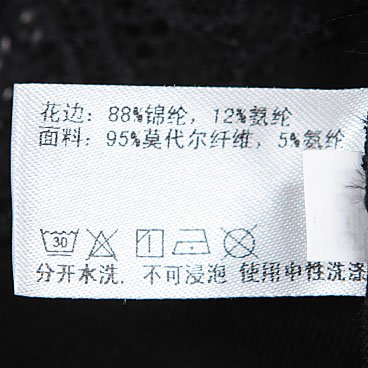 花边：88%锦纶，12%氨纶
面料：95%莫代尔纤维，5%氨纶
30
分开水洗．不可浸泡 使用中性洗涤